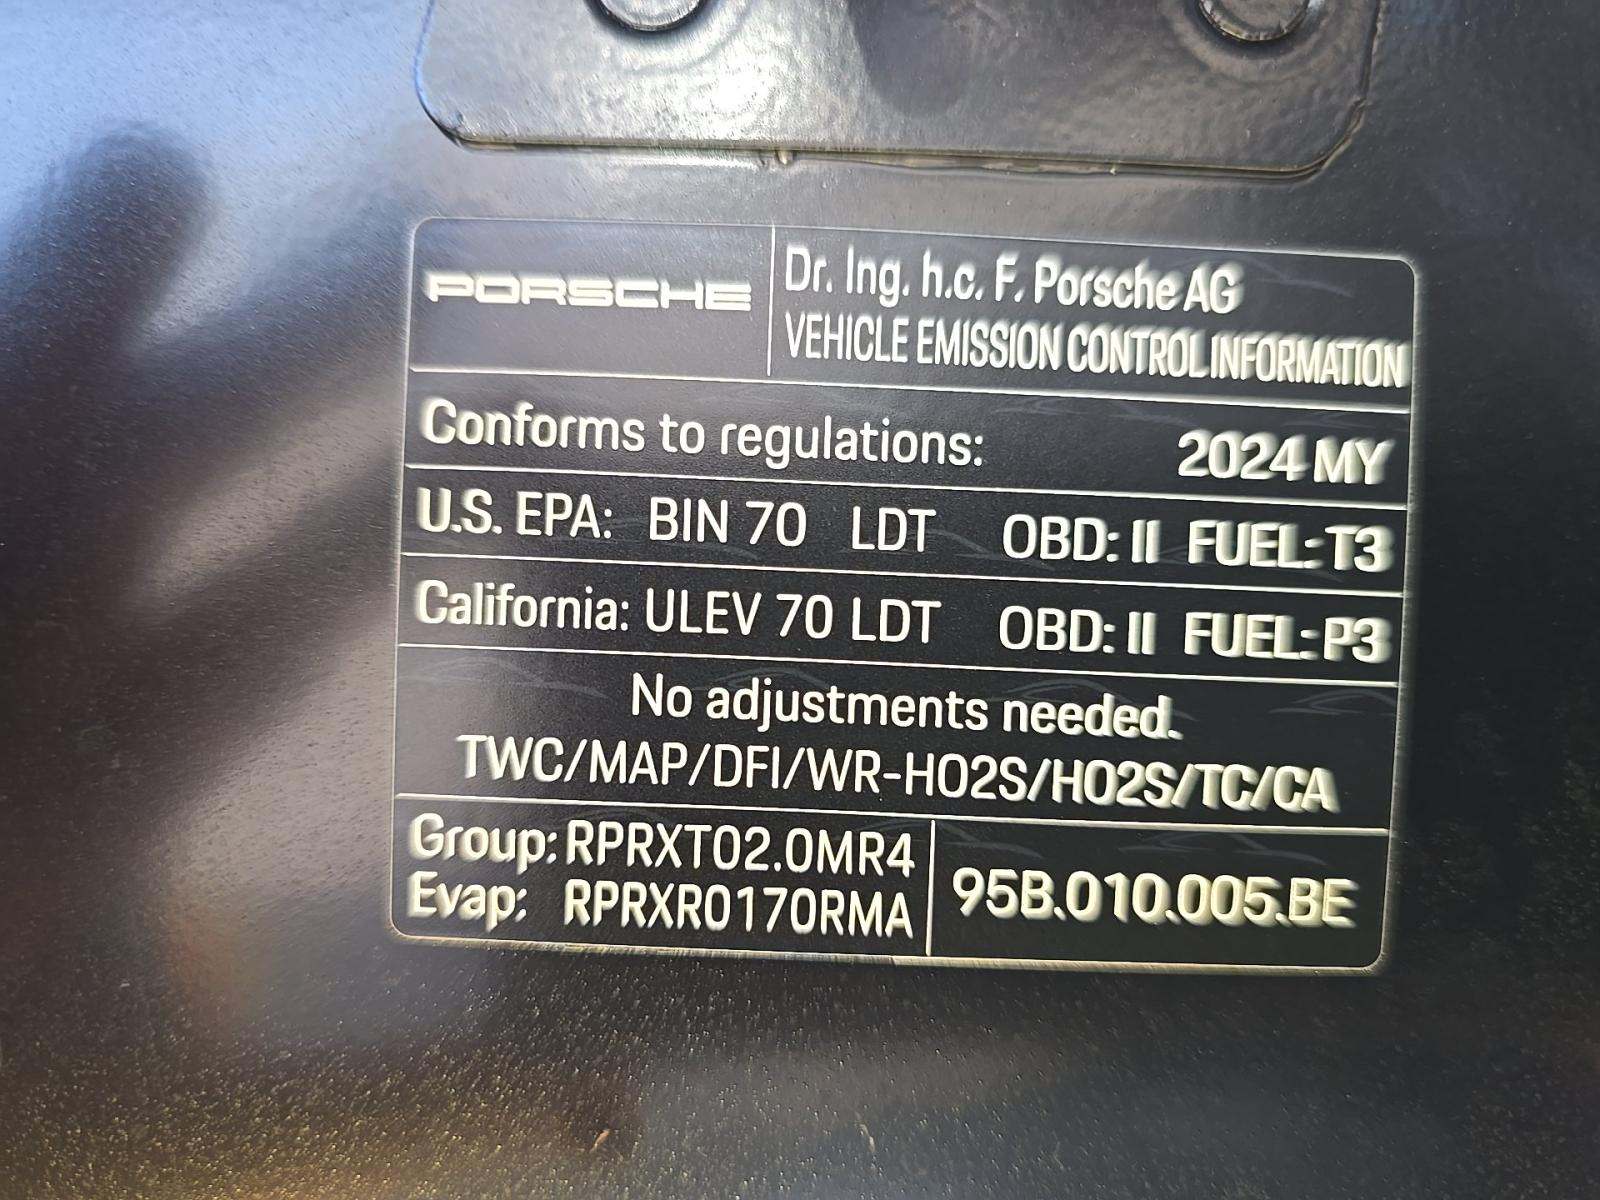 PORSCHE
Dr. Ing. h.c. F. Porsche AG
VEHICLE EMISSION CONTROL INFORMATION
Conforms to regulations: 2024 MY
U.S. EPA: BIN 70 LDT OBD: II FUEL: T3
California: ULEV 70 LDT OBD: II FUEL: P3
No adjustments needed.
TWC/MAP/DFI/WR-HO2S/HO2S/TC/CA
Group: RPRXT02.0MR4
Evap: RPRXR0170RMA
95B.010.005.BE